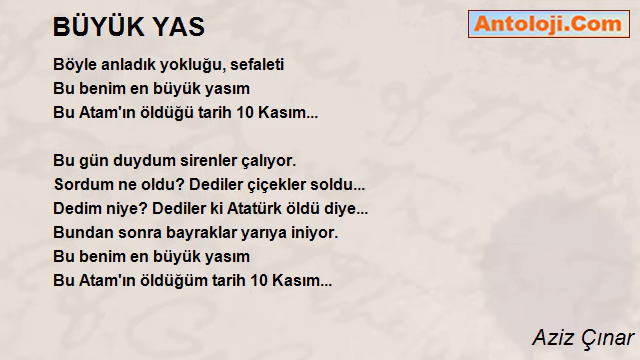 BÜYÜK YAS
Antoloji.Com
Böyle anladık yokluğu, sefaleti
Bu benim en büyük yasım
Bu Atam'ın öldüğü tarih 10 Kasım...
Bu gün duydum sirenler çalıyor.
Sordum ne oldu? Dediler çiçekler soldu...
Dedim niye? Dediler ki Atatürk öldü diye...
Bundan sonra bayraklar yarıya iniyor.
Bu benim en büyük yasım
Bu Atam'ın öldüğüm tarih 10 Kasım...
Aziz Çınar